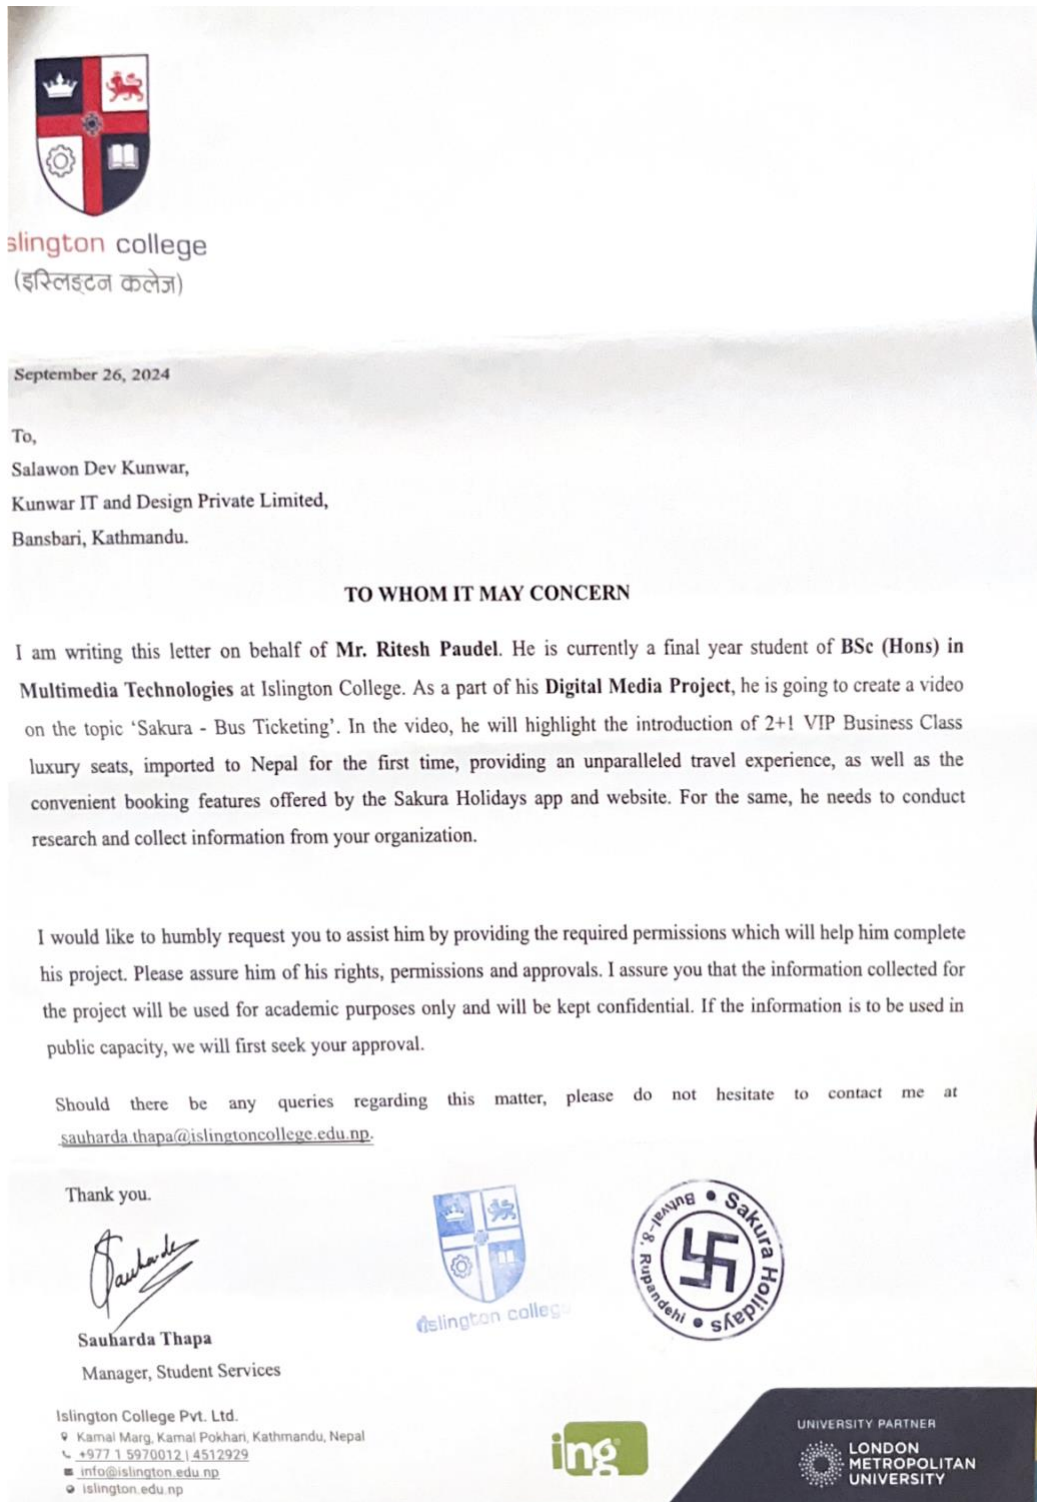 slington college
(इस्लिङ्टन कलेज)
September 26, 2024
To,
Salawon Dev Kunwar,
Kunwar IT and Design Private Limited,
Bansbari, Kathmandu.
TO WHOM IT MAY CONCERN
I am writing this letter on behalf of Mr. Ritesh Paudel. He is currently a final year student of BSc (Hons) in
Multimedia Technologies at Islington College. As a part of his Digital Media Project, he is going to create a video
on the topic ‘Sakura - Bus Ticketing’. In the video, he will highlight the introduction of 2+1 VIP Business Class
luxury seats, imported to Nepal for the first time, providing an unparalleled travel experience, as well as the
convenient booking features offered by the Sakura Holidays app and website. For the same, he needs to conduct
research and collect information from your organization.
I would like to humbly request you to assist him by providing the required permissions which will help him complete
his project. Please assure him of his rights, permissions and approvals. I assure you that the information collected for
the project will be used for academic purposes only and will be kept confidential. If the information is to be used in
public capacity, we will first seek your approval.
Should there be any queries regarding this matter, please do not hesitate to contact me at
sauharda.thapa@islingtoncollege.edu.np.
Thank you.
Sauharda
Sauharda Thapa
Manager, Student Services
islington college
Sakura Holidays
Butwal-8, Rupandehi
Islington College Pvt. Ltd.
Kamal Marg, Kamal Pokhari, Kathmandu, Nepal
+977 1 5970012 | 4512929
info@islington.edu.np
islington.edu.np
ing
UNIVERSITY PARTNER
LONDON
METROPOLITAN
UNIVERSITY